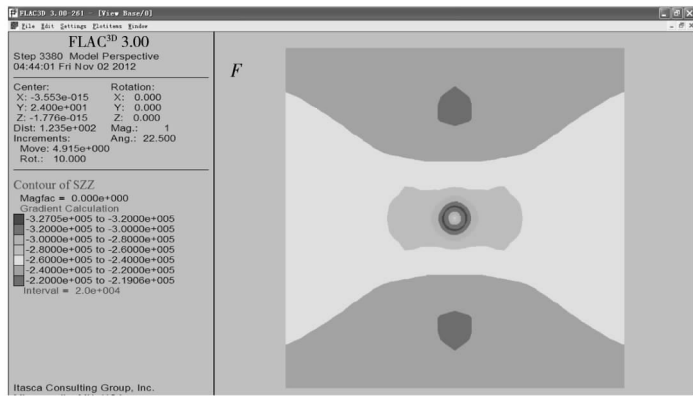 FLAC3D 3.00-261 - [View Base/0]
File Edit Settings Plotitems Window
FLAC3D 3.00
Step 3380 Model Perspective
04:44:01 Fri Nov 02 2012
Center: Rotation:
X: -3.553e-015 X: 0.000
Y: 2.400e+001 Y: 0.000
Z: -1.776e-015 Z: 0.000
Dist: 1.235e+002 Mag.: 1
Increments: Ang.: 22.500
Move: 4.915e+000
Rot.: 10.000
Contour of SZZ
Magfac = 0.000e+000
Gradient Calculation
-3.2705e+005 to -3.2000e+005
-3.2000e+005 to -3.0000e+005
-3.0000e+005 to -2.8000e+005
-2.8000e+005 to -2.6000e+005
-2.6000e+005 to -2.4000e+005
-2.4000e+005 to -2.2000e+005
-2.2000e+005 to -2.1906e+005
Interval = 2.0e+004
Itasca Consulting Group, Inc.
F